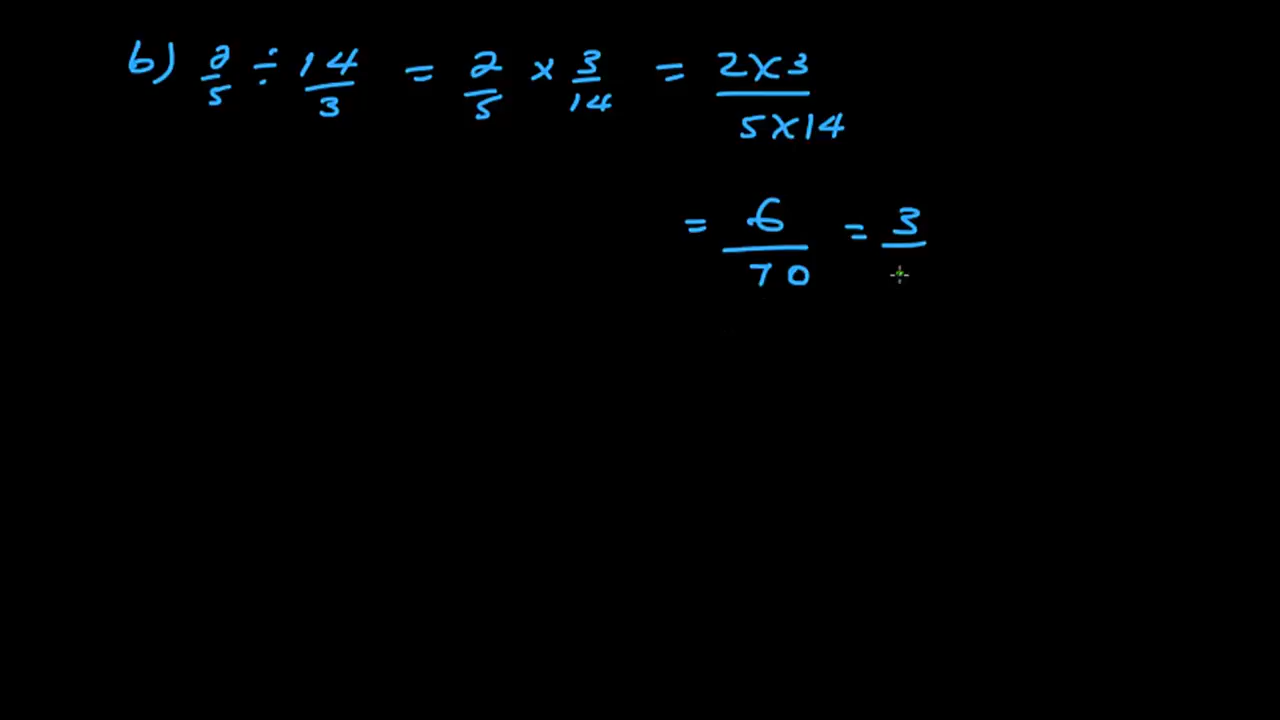 b) 2/5 ÷ 14/3 = 2/5 × 3/14 = 2×3/5×14
= 6/70 = 3/